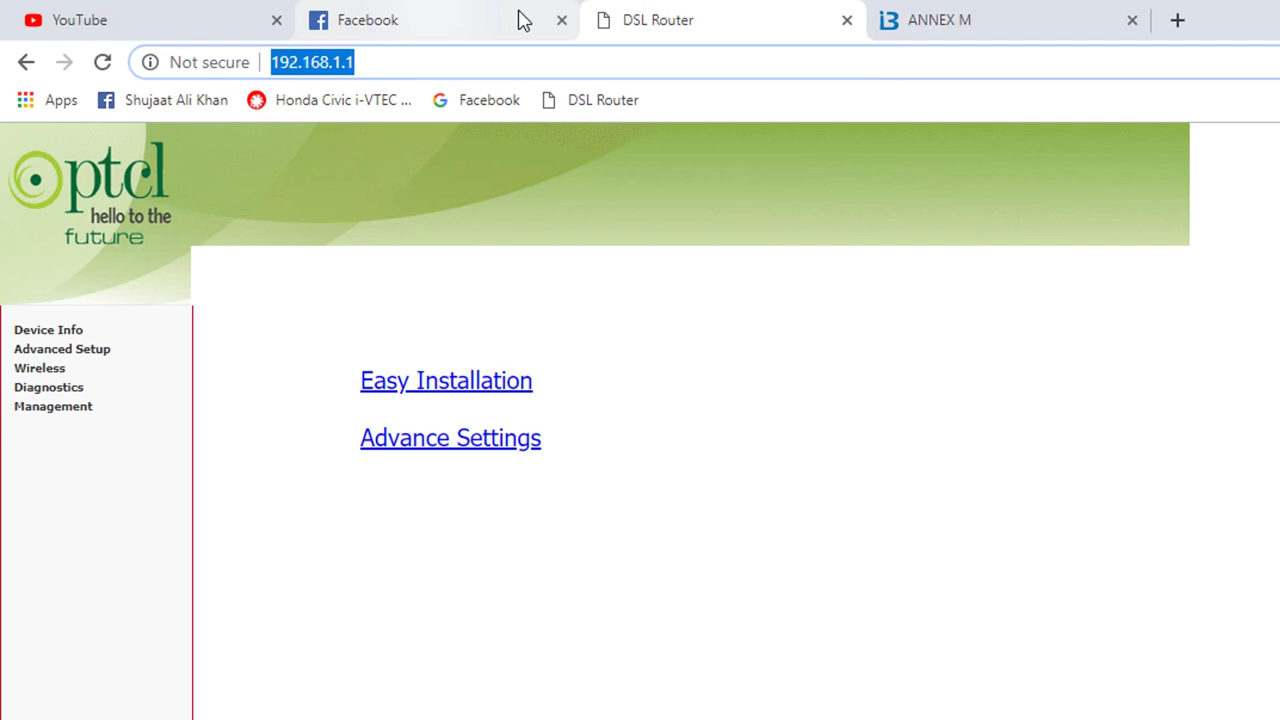 YouTube
Facebook
DSL Router
ANNEX M
Not secure
192.168.1.1
Apps
Shujaat Ali Khan
Honda Civic i-VTEC ...
Facebook
DSL Router
ptcl
hello to the
future
Device Info
Advanced Setup
Wireless
Diagnostics
Management
Easy Installation
Advance Settings